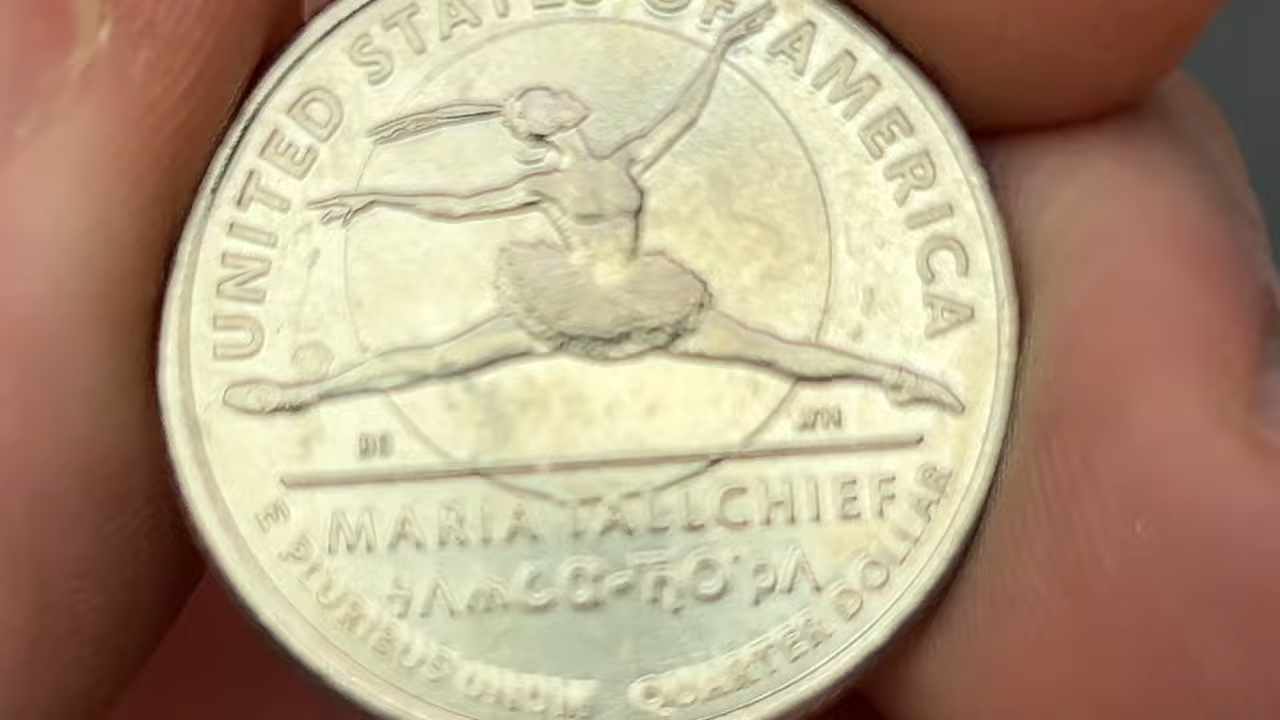 UNITED STATES OF AMERICA
MARIA TALLCHIEF
E PLURIBUS UNUM
QUARTER DOLLAR